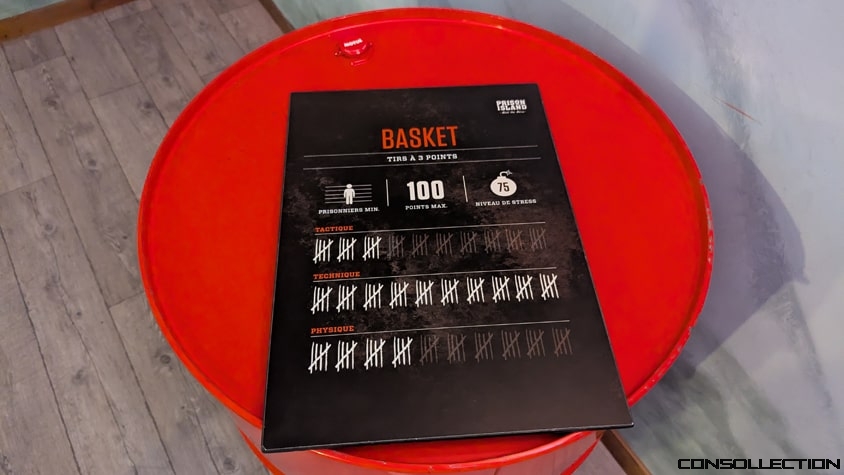 PRISON
ISLAND
BASKET
TIRS À 3 POINTS
PRISONNIERS MIN.
100
POINTS MAX.
75
NIVEAU DE STRESS
TACTIQUE
TECHNIQUE
PHYSIQUE
CONSOLLECTION